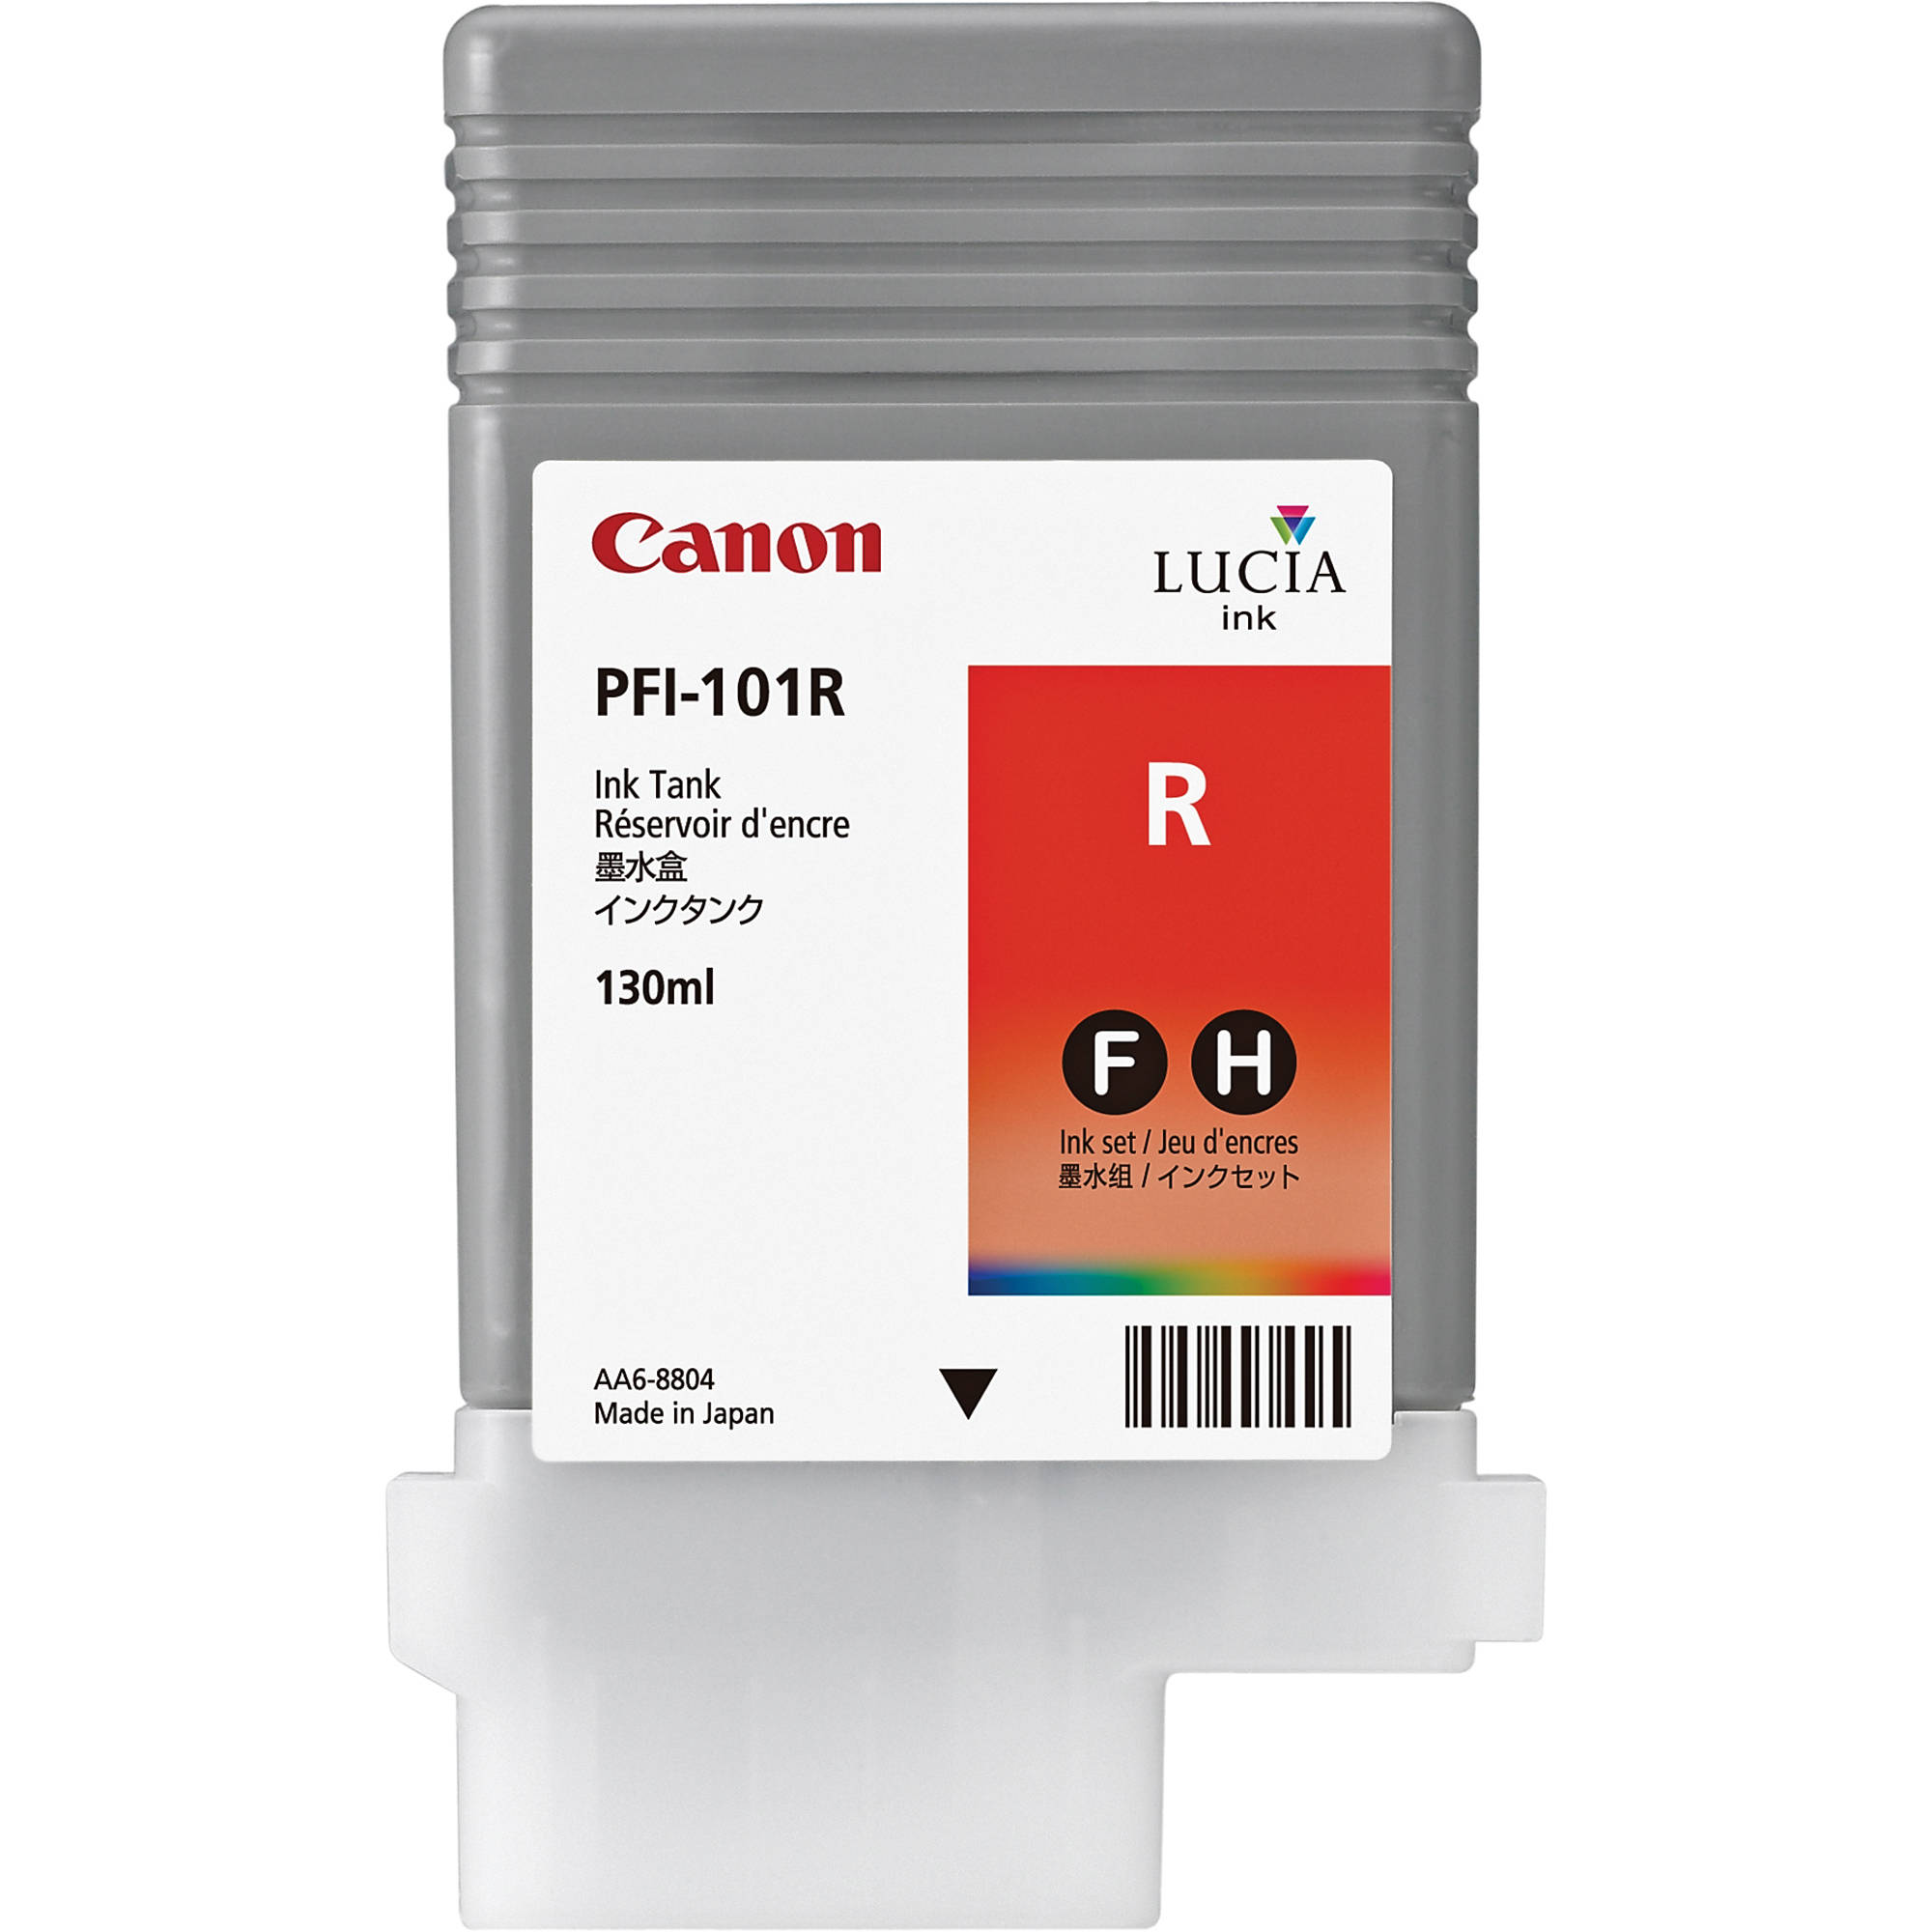 Canon
LUCIA
ink
PFI-101R
R
Ink Tank
Réservoir d'encre
墨水盒
インクタンク
130ml
F H
Ink set / Jeu d'encres
墨水组 / インクセット
AA6-8804
Made in Japan